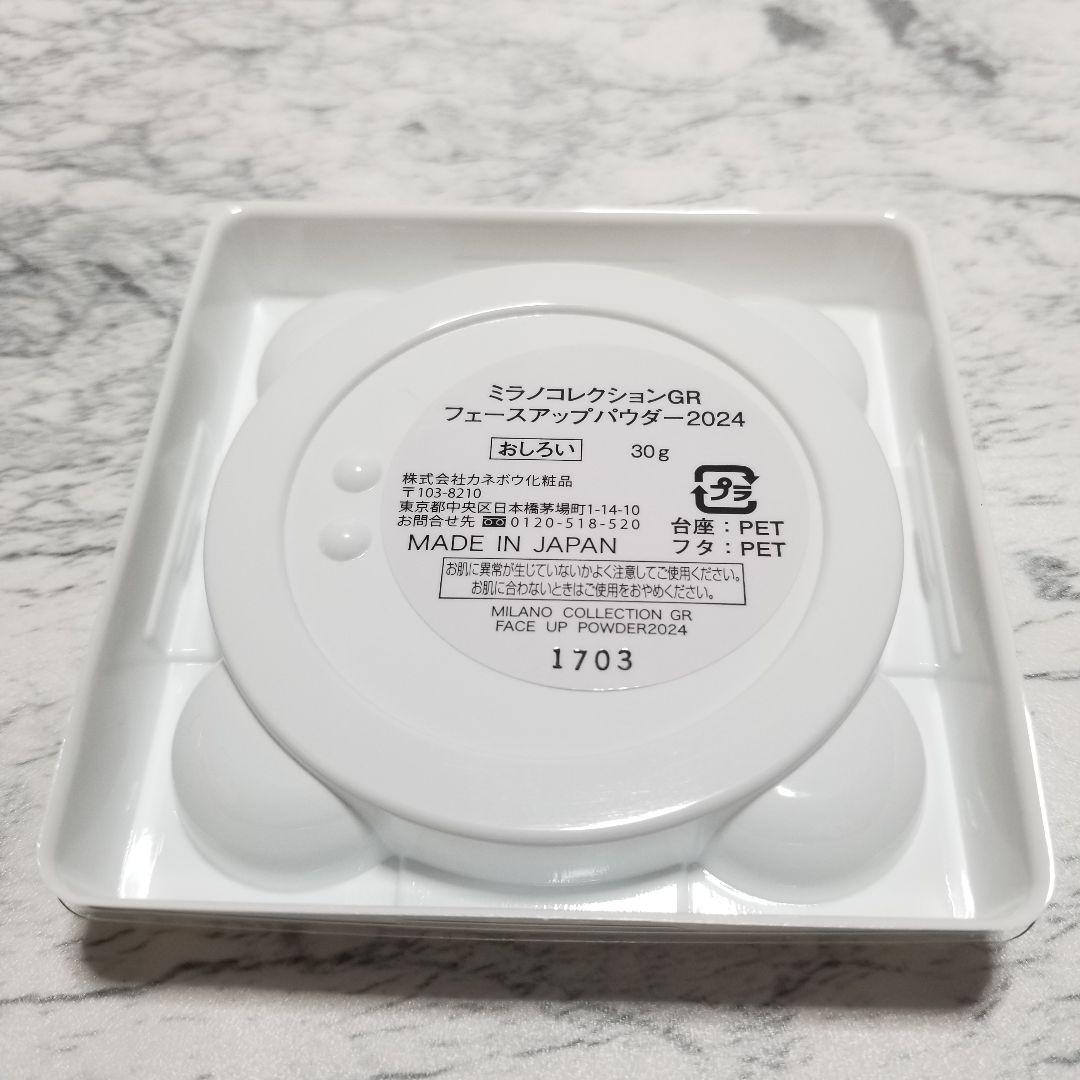 ミラノコレクションGR
フェースアップパウダー2024
おしろい 30g
株式会社カネボウ化粧品
〒103-8210
東京都中央区日本橋茅場町1-14-10
お問合せ先 0120-518-520
プラ
台座：PET
フタ：PET
MADE IN JAPAN
お肌に異常が生じていないかよく注意してご使用ください。
お肌に合わないときはご使用をおやめください。
MILANO COLLECTION GR
FACE UP POWDER2024
1703